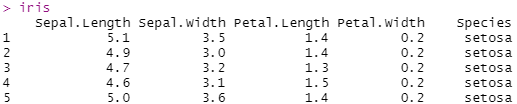 > iris
Sepal.Length Sepal.Width Petal.Length Petal.Width Species
1 5.1 3.5 1.4 0.2 setosa
2 4.9 3.0 1.4 0.2 setosa
3 4.7 3.2 1.3 0.2 setosa
4 4.6 3.1 1.5 0.2 setosa
5 5.0 3.6 1.4 0.2 setosa